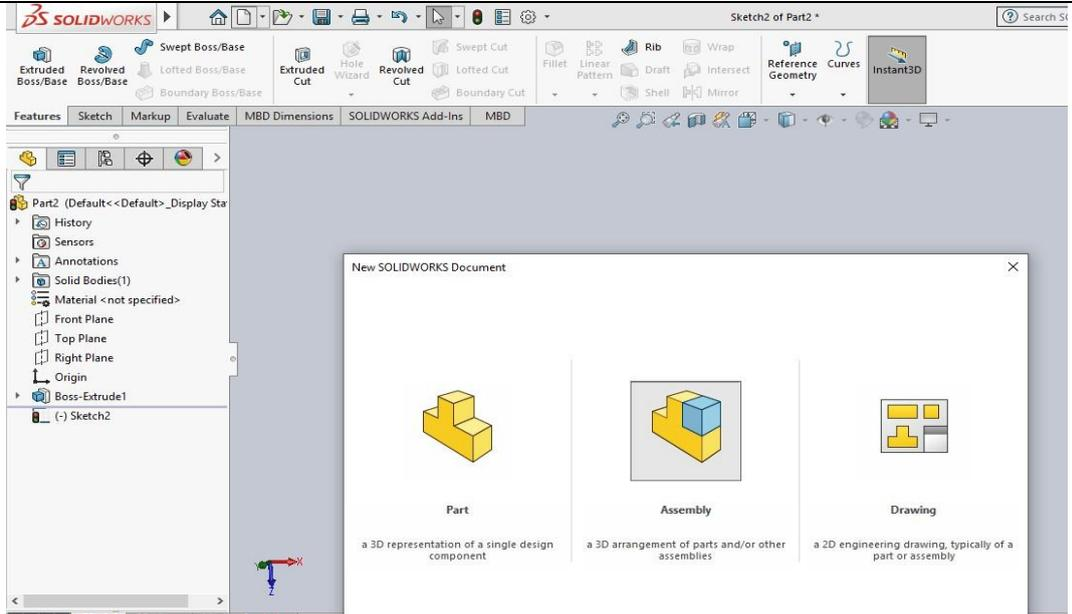 SOLIDWORKS
Sketch2 of Part2 *
Search
Extruded Boss/Base
Revolved Boss/Base
Swept Boss/Base
Lofted Boss/Base
Boundary Boss/Base
Extruded Cut
Hole Wizard
Revolved Cut
Swept Cut
Lofted Cut
Boundary Cut
Fillet
Linear Pattern
Rib
Draft
Shell
Wrap
Intersect
Mirror
Reference Geometry
Curves
Instant3D
Features Sketch Markup Evaluate MBD Dimensions SOLIDWORKS Add-Ins MBD
Part2 (Default<<Default>_Display Sta
History
Sensors
A Annotations
Solid Bodies(1)
Material <not specified>
Front Plane
Top Plane
Right Plane
Origin
Boss-Extrude1
(-) Sketch2
New SOLIDWORKS Document
Part
a 3D representation of a single design
component
Assembly
a 3D arrangement of parts and/or other
assemblies
Drawing
a 2D engineering drawing, typically of a
part or assembly
Y X
Z